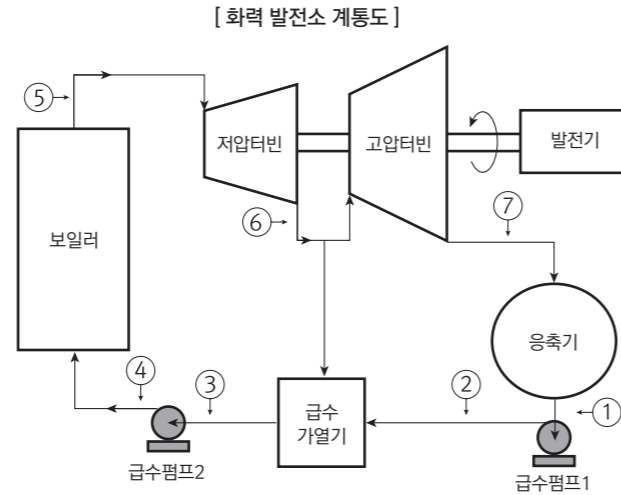 [ 화력 발전소 계통도 ]
⑤
저압터빈
고압터빈
발전기
보일러
⑥
⑦
응축기
④
③
②
①
급수
가열기
급수펌프2
급수펌프1